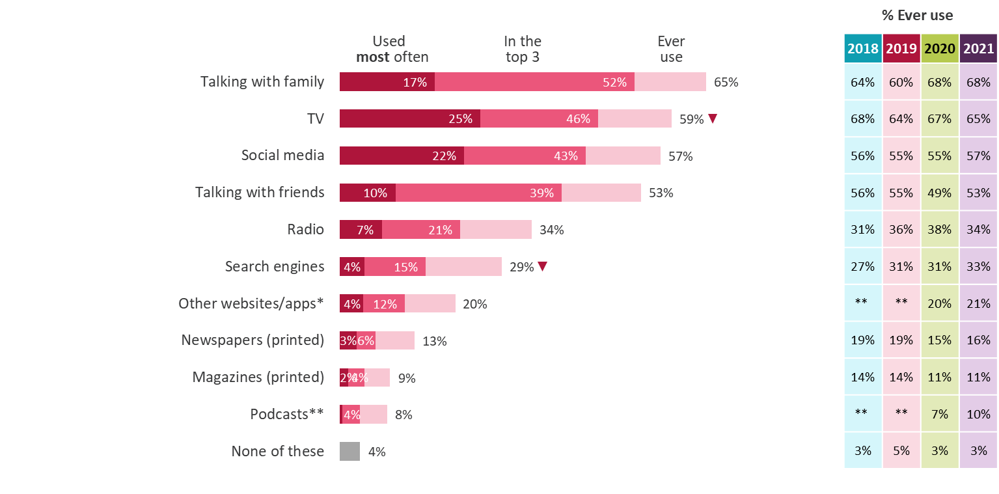 % Ever use
Used most often In the top 3 Ever use 2018 2019 2020 2021
Talking with family 17% 52% 65% 64% 60% 68% 68%
TV 25% 46% 59% ▼ 68% 64% 67% 65%
Social media 22% 43% 57% 56% 55% 55% 57%
Talking with friends 10% 39% 53% 56% 55% 49% 53%
Radio 7% 21% 34% 31% 36% 38% 34%
Search engines 4% 15% 29% ▼ 27% 31% 31% 33%
Other websites/apps* 4% 12% 20% ** ** 20% 21%
Newspapers (printed) 3% 6% 13% 19% 19% 15% 16%
Magazines (printed) 2% 4% 9% 14% 14% 11% 11%
Podcasts** 4% 8% ** ** 7% 10%
None of these 4% 3% 5% 3% 3%